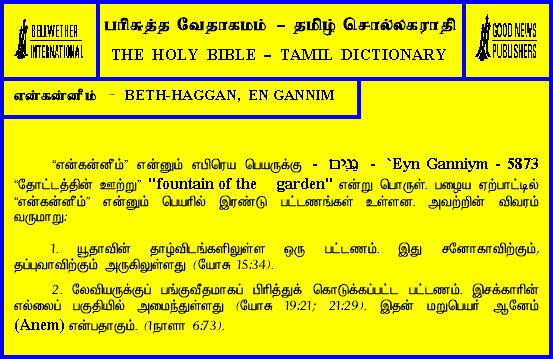 BELLWETHER
INTERNATIONAL
பரிசுத்த வேதாகமம் – தமிழ் சொல்லகராதி
THE HOLY BIBLE – TAMIL DICTIONARY
GOOD NEWS
PUBLISHERS
என்கன்னீம் – BETH-HAGGAN, EN GANNIM
“என்கன்னீம்” என்னும் எபிரெய பெயருக்கு - - `Eyn Ganniym - 5873
“தோட்டத்தின் ஊற்று” "fountain of the garden" என்று பொருள். பழைய ஏற்பாட்டில்
“என்கன்னீம்” என்னும் பெயரில் இரண்டு பட்டணங்கள் உள்ளன. அவற்றின் விவரம்
வருமாறு:
1. யூதாவின் தாழ்விடங்களிலுள்ள ஒரு பட்டணம். இது சனோகாவிற்கும்,
தப்புவாவிற்கும் அருகிலுள்ளது (யோசு 15:34).
2. லேவியருக்குப் பங்குவீதமாகப் பிரித்துக் கொடுக்கப்பட்ட பட்டணம். இசக்காரின்
எல்லைப் பகுதியில் அமைந்துள்ளது (யோசு 19:21; 21:29). இதன் மறுபெயர் ஆனேம்
(Anem) என்பதாகும். (1நாளா 6:73).